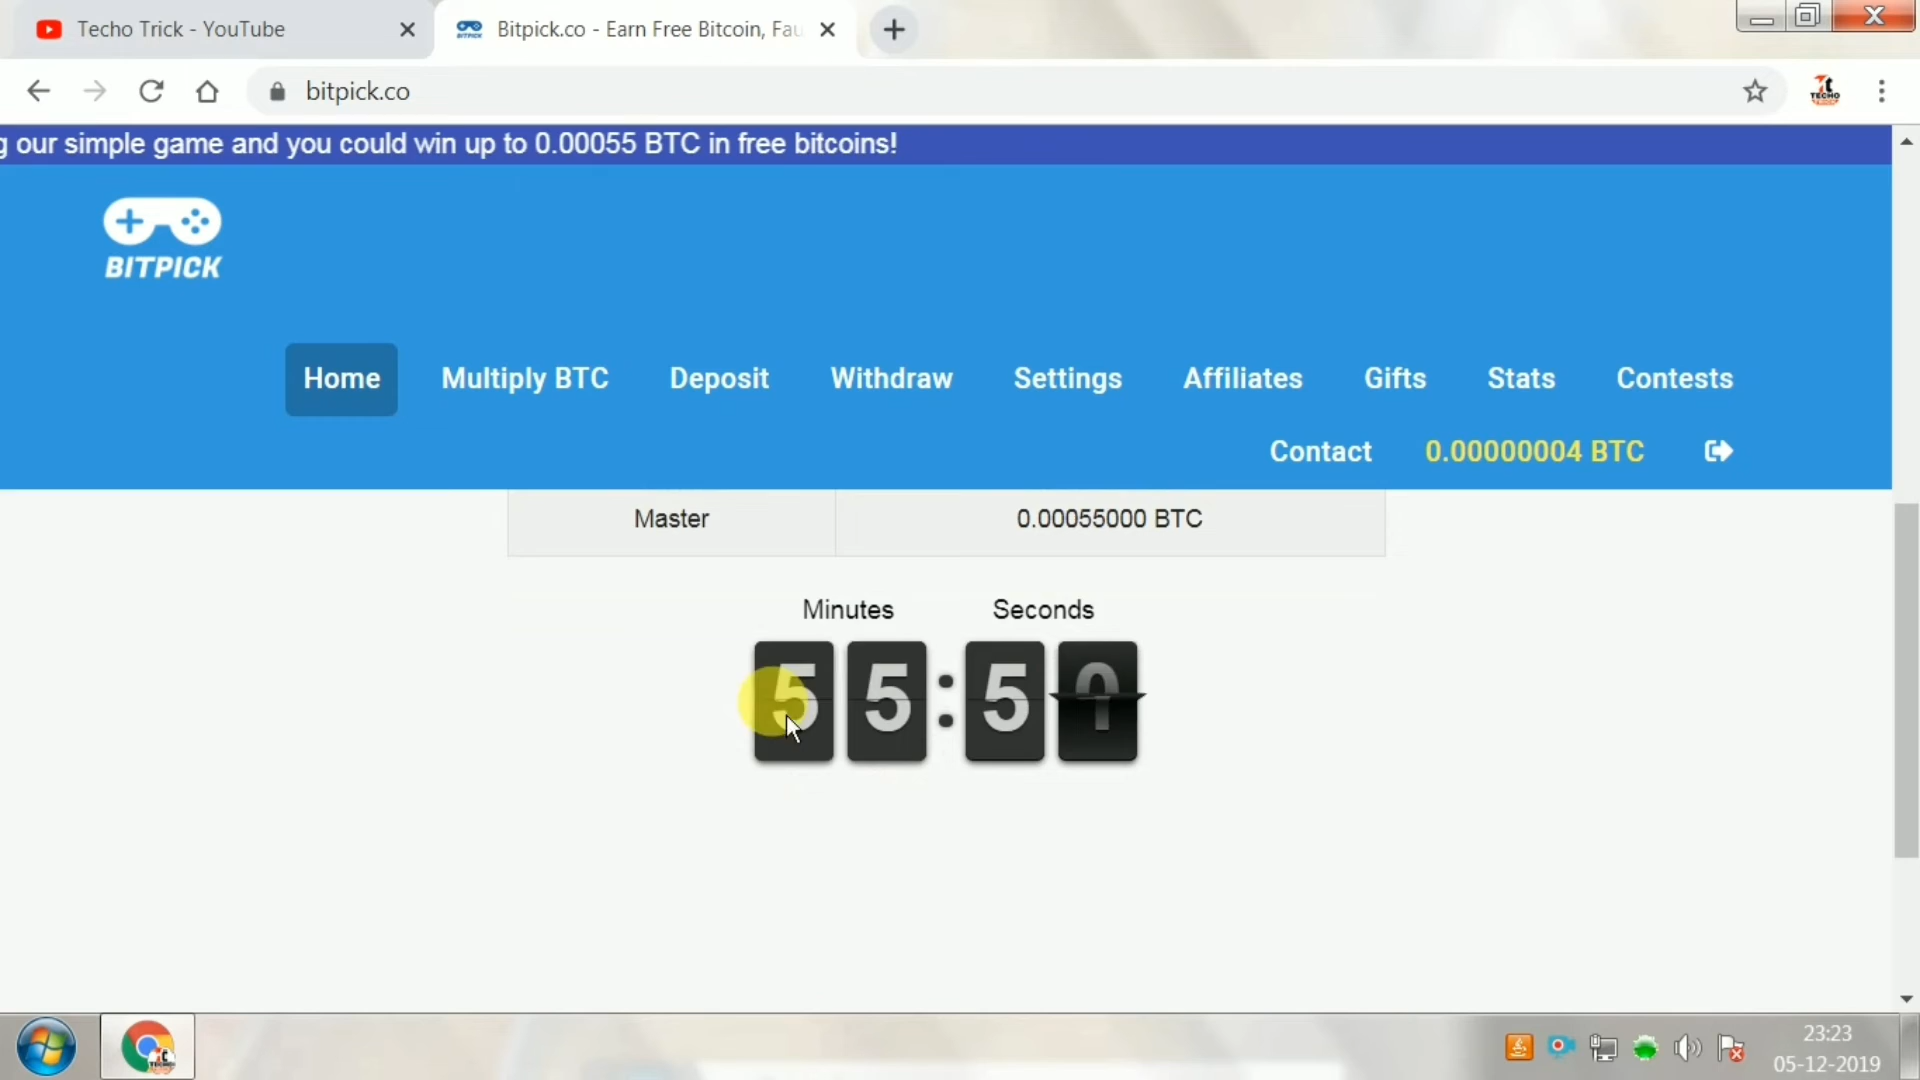 Techo Trick - YouTube
Bitpick.co - Earn Free Bitcoin, Fau
bitpick.co
TECHO
g our simple game and you could win up to 0.00055 BTC in free bitcoins!
BITPICK
Home Multiply BTC Deposit Withdraw Settings Affiliates Gifts Stats Contests
Contact 0.00000004 BTC
Master 0.00055000 BTC
Minutes Seconds
5 5 : 5
23:23
05-12-2019